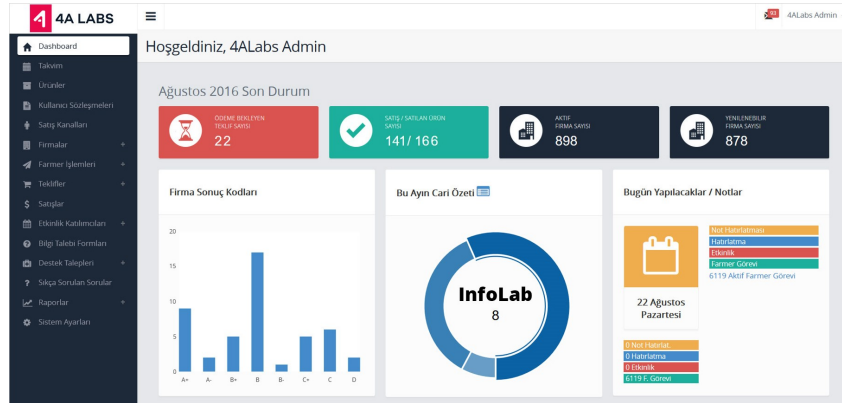 4A LABS
93
4ALabs Admin
Dashboard
Takvim
Ürünler
Kullanıcı Sözleşmeleri
Satış Kanalları
Firmalar +
Farmer İşlemleri +
Teklifler +
Satışlar
Etkinlik Katılımcıları +
Bilgi Talebi Formları
Destek Talepleri +
Sıkça Sorulan Sorular
Raporlar +
Sistem Ayarları
Hoşgeldiniz, 4ALabs Admin
Ağustos 2016 Son Durum
ÖDEME BEKLEYEN
TEKLİF SAYISI
22
SATIŞ / SATILAN ÜRÜN
SAYISI
141/ 166
AKTİF
FİRMA SAYISI
898
YENİLENEBİLİR
FİRMA SAYISI
878
Firma Sonuç Kodları
20
15
10
5
0
A+ A- B+ B B- C+ C D
Bu Ayın Cari Özeti
InfoLab
8
Bugün Yapılacaklar / Notlar
22 Ağustos
Pazartesi
Not Hatırlatması
Hatırlatma
Etkinlik
Farmer Görevi
6119 Aktif Farmer Görevi
0 Not Hatırlat.
0 Hatırlatma
0 Etkinlik
6119 F. Görevi